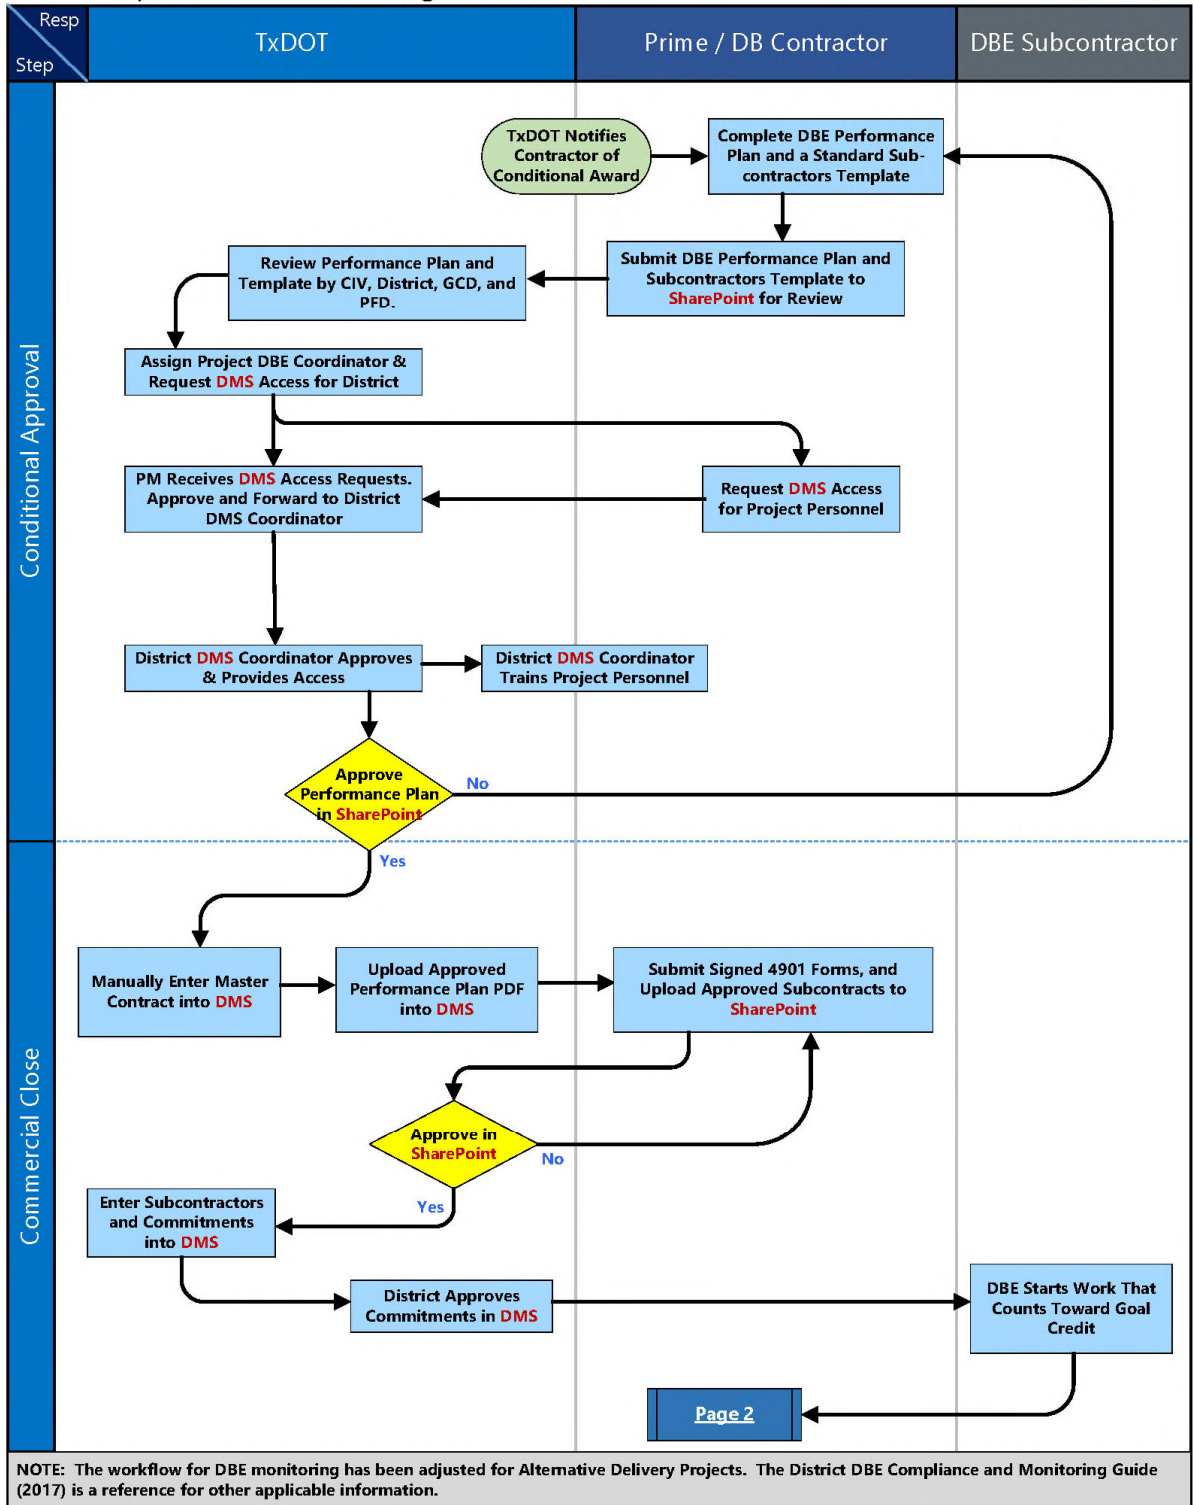 Resp
Step
TxDOT
Prime / DB Contractor
DBE Subcontractor
Conditional Approval
TxDOT Notifies
Contractor of
Conditional Award
Complete DBE Performance
Plan and a Standard Sub-
contractors Template
Submit DBE Performance Plan and
Subcontractors Template to
SharePoint for Review
Review Performance Plan and
Template by CIV, District, GCD, and
PFD.
Assign Project DBE Coordinator &
Request DMS Access for District
PM Receives DMS Access Requests.
Approve and Forward to District
DMS Coordinator
Request DMS Access
for Project Personnel
District DMS Coordinator Approves
& Provides Access
District DMS Coordinator
Trains Project Personnel
Approve
Performance Plan
in SharePoint
No
Yes
Commercial Close
Manually Enter Master
Contract into DMS
Upload Approved
Performance Plan PDF
into DMS
Submit Signed 4901 Forms, and
Upload Approved Subcontracts to
SharePoint
Approve in
SharePoint
No
Yes
Enter Subcontractors
and Commitments
into DMS
District Approves
Commitments in DMS
DBE Starts Work That
Counts Toward Goal
Credit
Page 2
NOTE: The workflow for DBE monitoring has been adjusted for Alternative Delivery Projects. The District DBE Compliance and Monitoring Guide
(2017) is a reference for other applicable information.